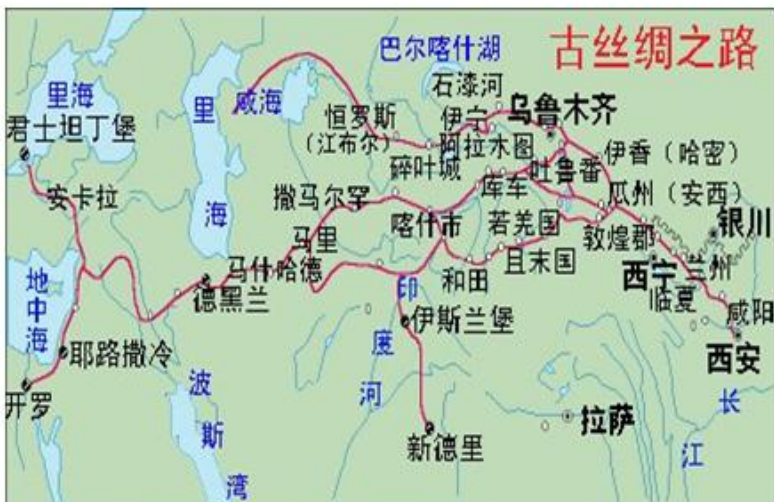 古丝绸之路
巴尔喀什湖
里海
里海
咸海
石漆河
君士坦丁堡
恒罗斯
(江布尔)
伊宁
乌鲁木齐
阿拉木图
伊香(哈密)
碎叶城
吐鲁番
安卡拉
撒马尔罕
库车
瓜州(安西)
喀什市
若羌国
银川
马里
敦煌郡
地中海
马什哈德
和田
且末国
西宁
兰州
德黑兰
印度河
临夏
咸阳
伊斯兰堡
耶路撒冷
西安
开罗
波斯湾
新德里
拉萨
长江